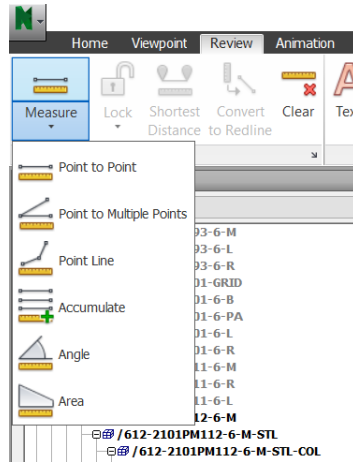 N
Home Viewpoint Review Animation
Measure Lock Shortest Distance Convert to Redline Clear
Point to Point
Point to Multiple Points
Point Line
Accumulate
Angle
Area
93-6-M
93-6-L
93-6-R
01-GRID
01-6-B
01-6-PA
01-6-L
01-6-R
11-6-M
11-6-R
11-6-L
12-6-M
/612-2101PM112-6-M-STL
/612-2101PM112-6-M-STL-COL